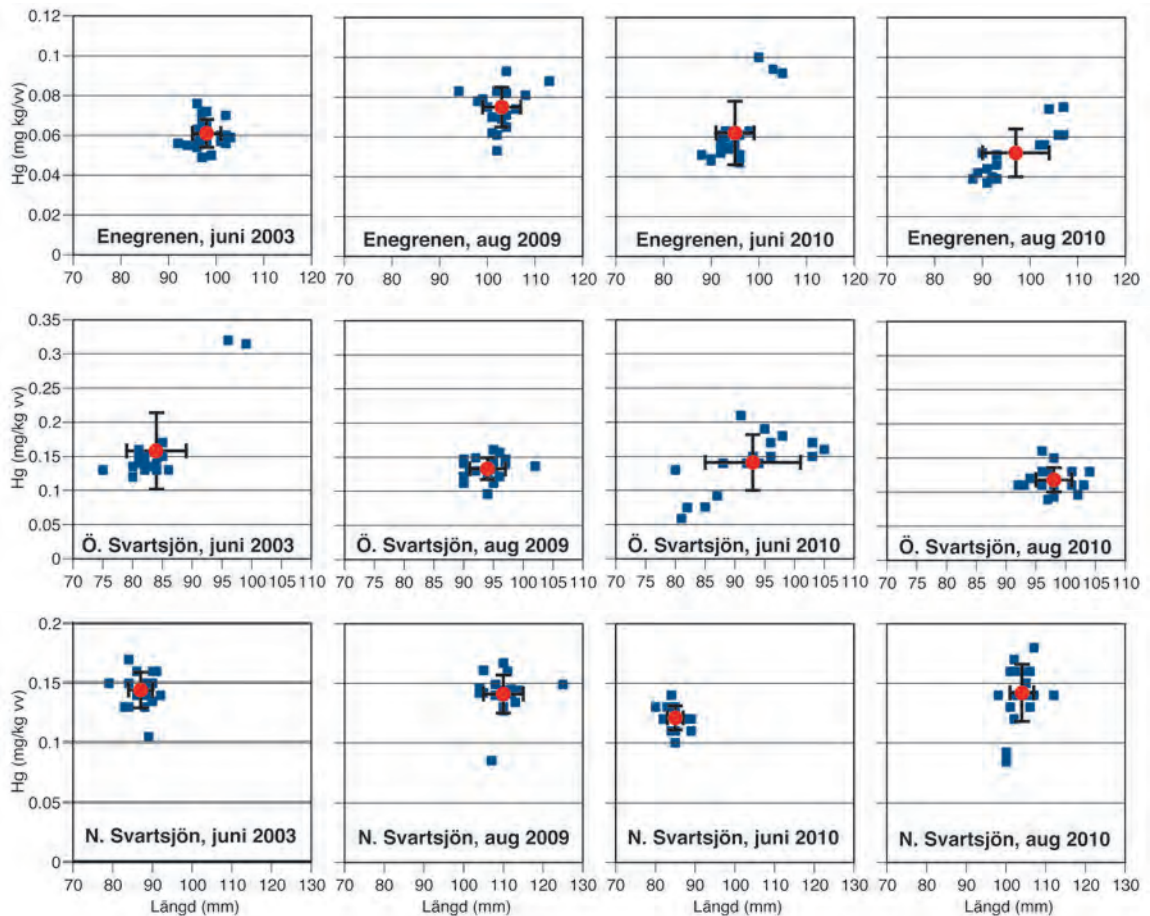 0.12
0.1
0.08
0.06
0.04
0.02
0
Hg (mg kg/vv)
Enegrenen, juni 2003
Enegrenen, aug 2009
Enegrenen, juni 2010
Enegrenen, aug 2010
70 80 90 100 110 120
70 80 90 100 110 120
70 80 90 100 110 120
70 80 90 100 110 120
0.35
0.3
0.25
0.2
0.15
0.1
0.05
0
Hg (mg/kg vv)
Ö. Svartsjön, juni 2003
Ö. Svartsjön, aug 2009
Ö. Svartsjön, juni 2010
Ö. Svartsjön, aug 2010
70 75 80 85 90 95 100 105 110
70 75 80 85 90 95 100 105 110
70 75 80 85 90 95 100 105 110
70 75 80 85 90 95 100 105 110
0.2
0.15
0.1
0.05
0
Hg (mg/kg vv)
N. Svartsjön, juni 2003
N. Svartsjön, aug 2009
N. Svartsjön, juni 2010
N. Svartsjön, aug 2010
70 80 90 100 110 120 130
70 80 90 100 110 120 130
70 80 90 100 110 120 130
70 80 90 100 110 120 130
Längd (mm)
Längd (mm)
Längd (mm)
Längd (mm)